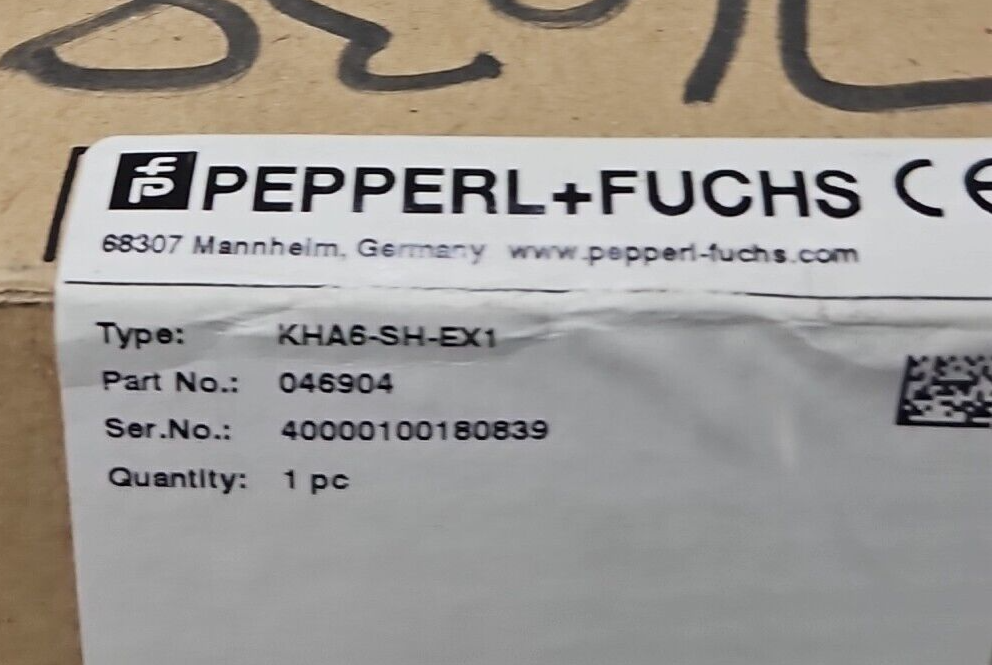 PEPPERL+FUCHS CE
68307 Mannheim, Germany www.pepperl-fuchs.com
Type: KHA6-SH-EX1
Part No.: 046904
Ser.No.: 40000100180839
Quantity: 1 pc